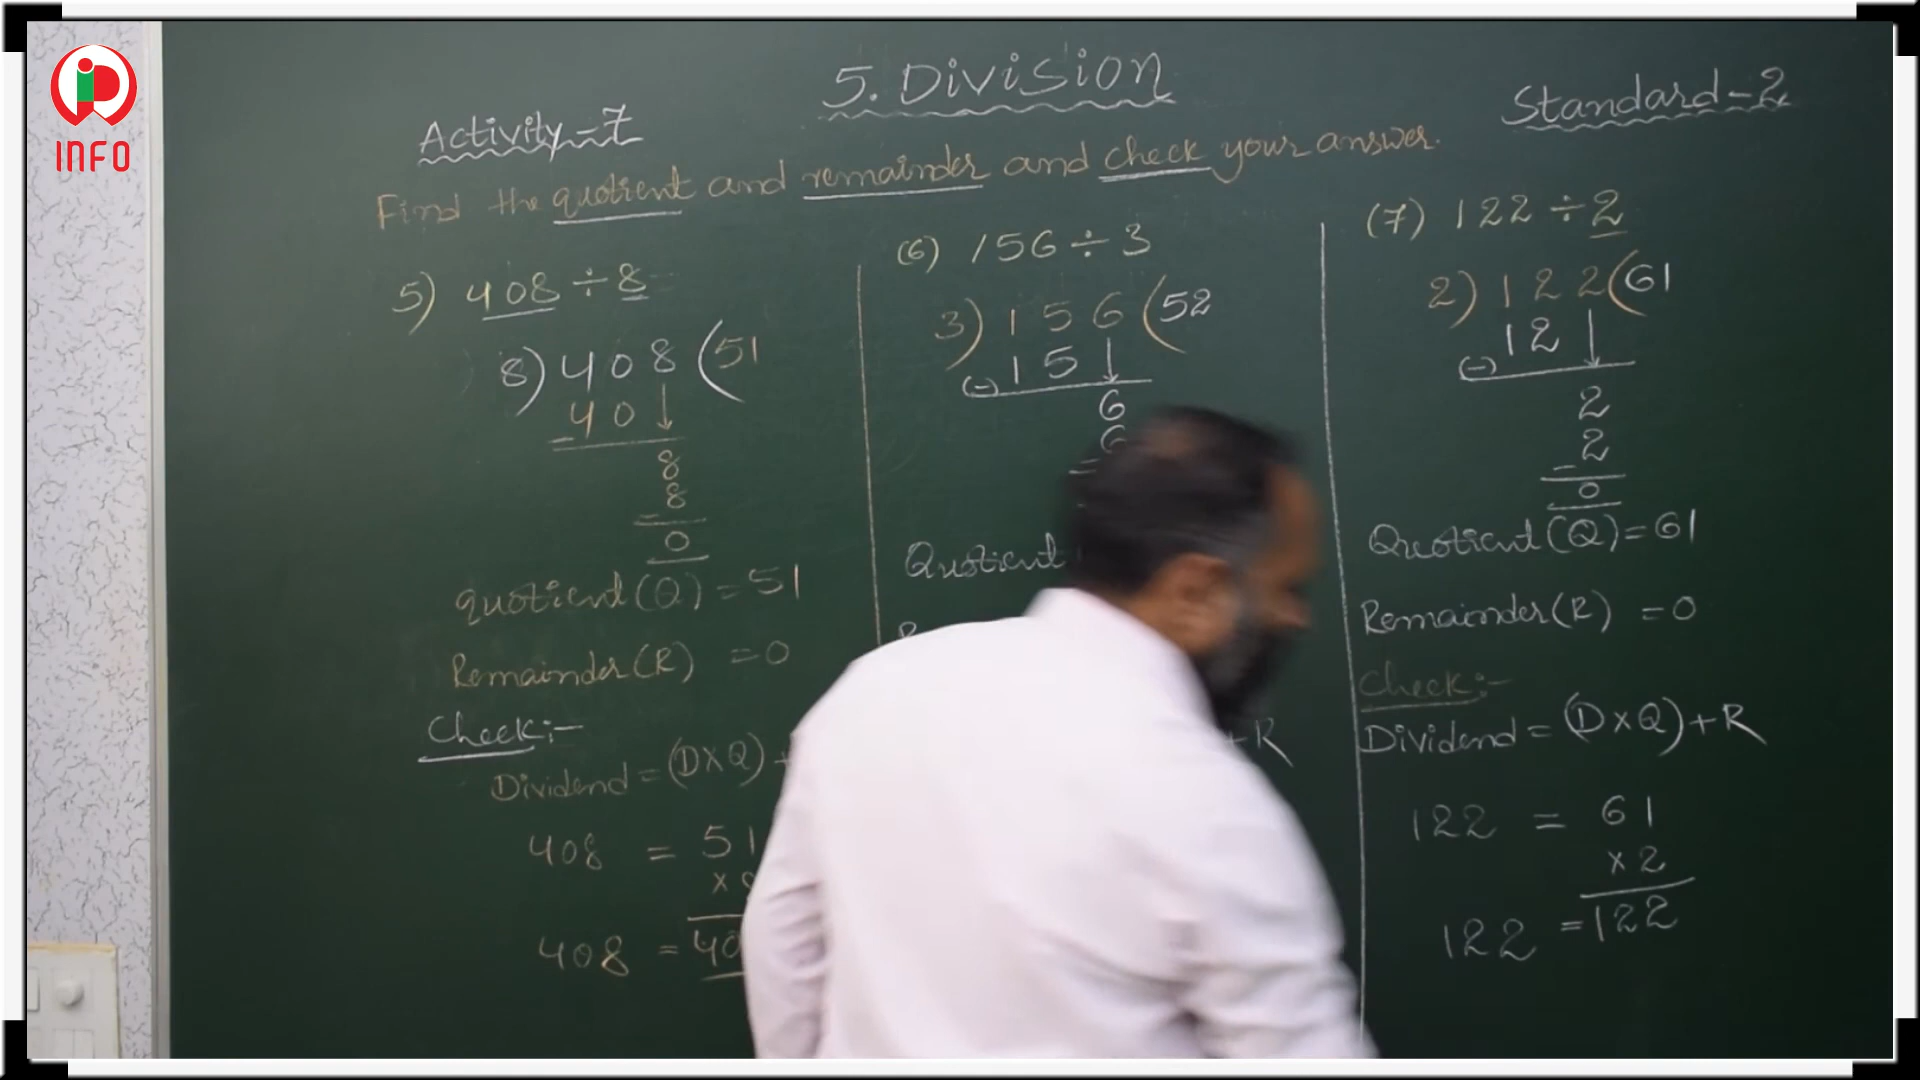 INFO
5. Division
Activity-7
Standard-2
Find the quotient and remainder and check your answer.
5) 408 ÷ 8
8) 408 ( 51
40 ↓
8
- 8
0
quotient (Q) = 51
Remainder (R) = 0
Check:-
Dividend = (D×Q) +
408 = 51
×
408 = 40
(6) 156 ÷ 3
3) 156 ( 52
(-) 15 ↓
6
6
Quotient
+R
(7) 122 ÷ 2
2) 122 ( 61
(-) 12 ↓
2
- 2
0
Quotient (Q) = 61
Remainder (R) = 0
Check:-
Dividend = (D×Q) + R
122 = 61
× 2
122 = 122